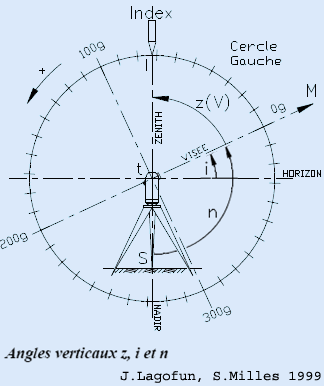 Index
Cercle
Gauche
100g
+
z(V)
0g
M
ZENITH
VISEE
t
i
HORIZON
n
200g
S
300g
NADIR
Angles verticaux z, i et n
J.Lagofun, S.Milles 1999